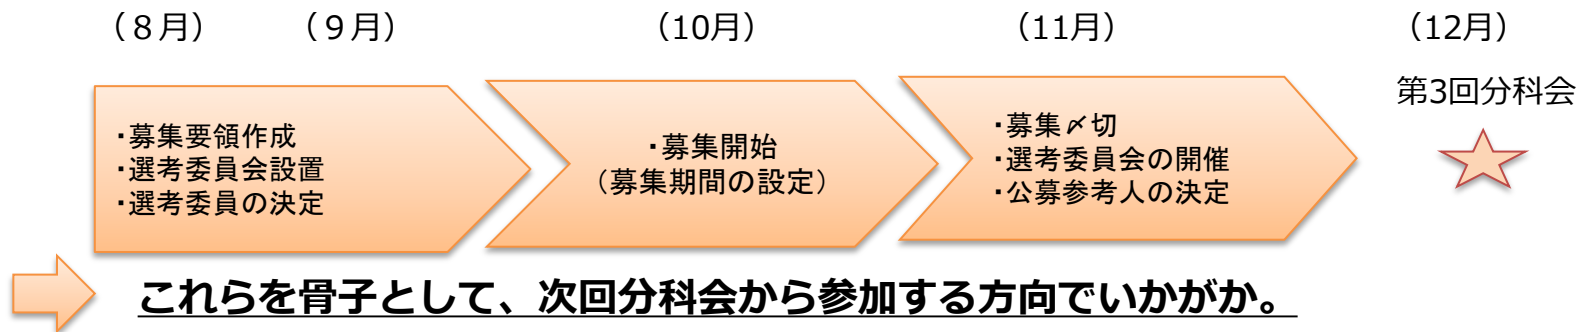 （８月）　（９月）　（10月）　（11月）　（12月）
第3回分科会
・募集要領作成
・選考委員会設置
・選考委員の決定
・募集開始
（募集期間の設定）
・募集〆切
・選考委員会の開催
・公募参考人の決定
これらを骨子として、次回分科会から参加する方向でいかがか。